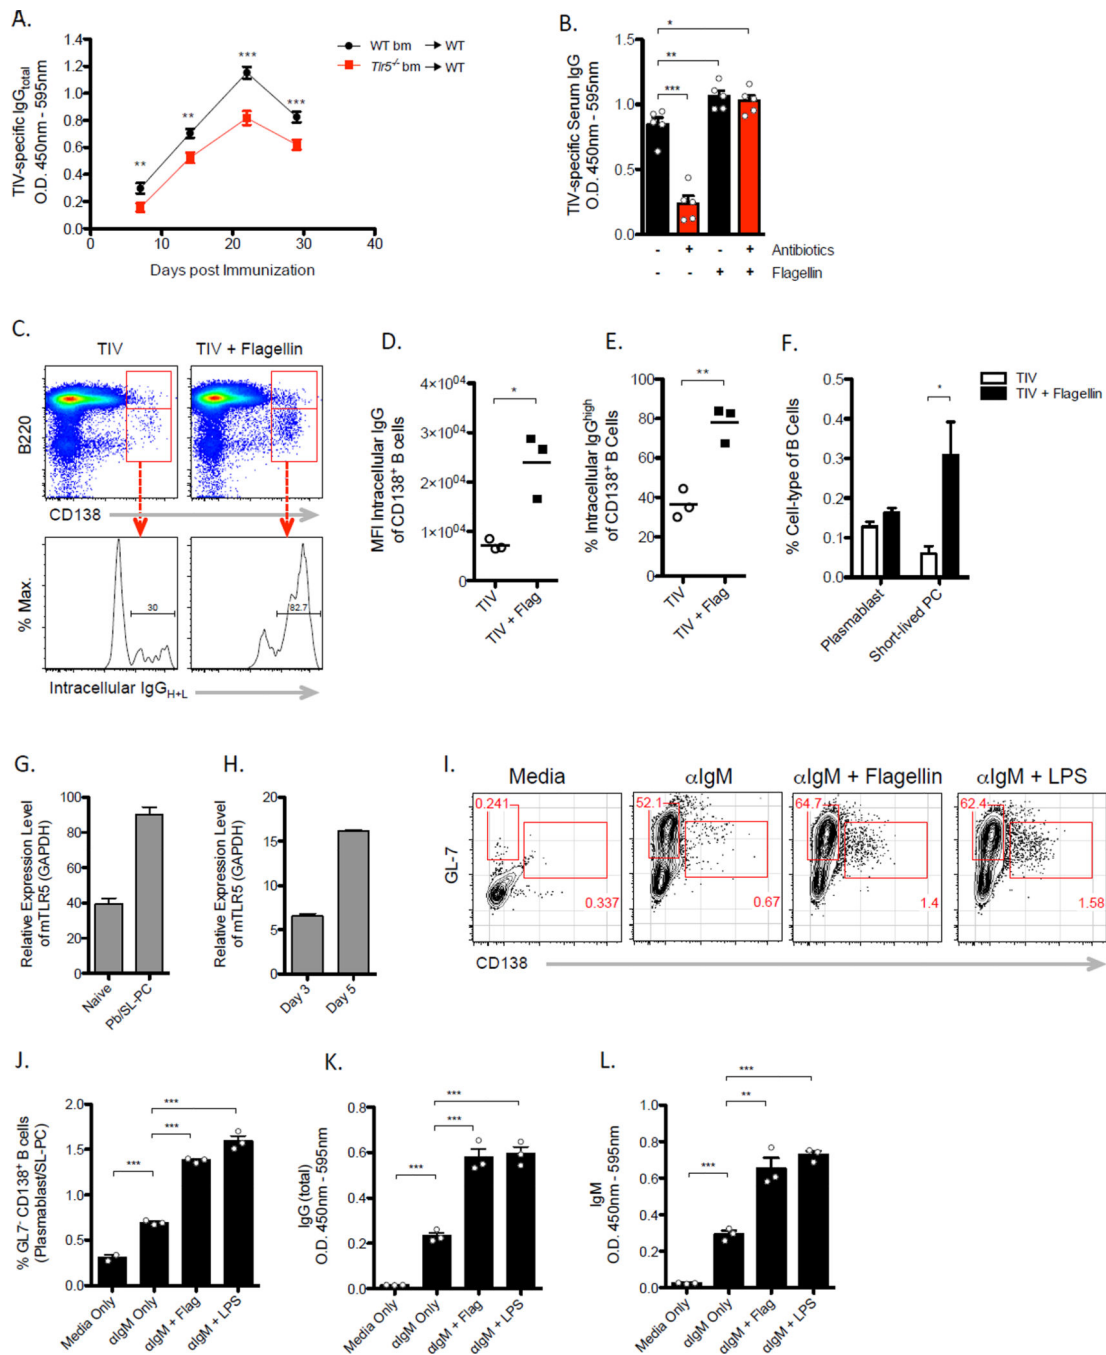 A.
TIV-specific IgGtotal
O.D. 450nm - 595nm
1.4
1.2
1.0
0.8
0.6
0.4
0.2
0.0
0 10 20 30 40
Days post Immunization
** ** *** ***
WT bm → WT
Tlr5-/- bm → WT
B.
TIV-specific Serum IgG
O.D. 450nm - 595nm
1.5
1.0
0.5
0.0
*
**
***
- + - + Antibiotics
- - + + Flagellin
C.
TIV TIV + Flagellin
B220
CD138
% Max.
30 82.7
Intracellular IgGH+L
D.
MFI Intracellular IgG
of CD138+ B cells
4×10^04
3×10^04
2×10^04
1×10^04
0
*
TIV
TIV + Flag
E.
% Intracellular IgGhigh
of CD138+ B Cells
100
80
60
40
20
0
**
TIV
TIV + Flag
F.
% Cell-type of B Cells
0.5
0.4
0.3
0.2
0.1
0.0
TIV
TIV + Flagellin
*
Plasmablast
Short-lived PC
G.
Relative Expression Level
of mTLR5 (GAPDH)
100
80
60
40
20
0
Naive
Pb/SL-PC
H.
Relative Expression Level
of mTLR5 (GAPDH)
20
15
10
5
0
Day 3
Day 5
I.
Media αIgM αIgM + Flagellin αIgM + LPS
GL-7
0.241 52.1 64.7 62.4
0.337 0.67 1.4 1.58
CD138
J.
% GL7- CD138+ B cells
(Plasmablast/SL-PC)
2.0
1.5
1.0
0.5
0.0
***
***
***
Media Only
αIgM Only
αIgM + Flag
αIgM + LPS
K.
IgG (total)
O.D. 450nm - 595nm
0.8
0.6
0.4
0.2
0.0
***
***
***
Media Only
αIgM Only
αIgM + Flag
αIgM + LPS
L.
IgM
O.D. 450nm - 595nm
1.0
0.8
0.6
0.4
0.2
0.0
***
**
***
Media Only
αIgM Only
αIgM + Flag
αIgM + LPS